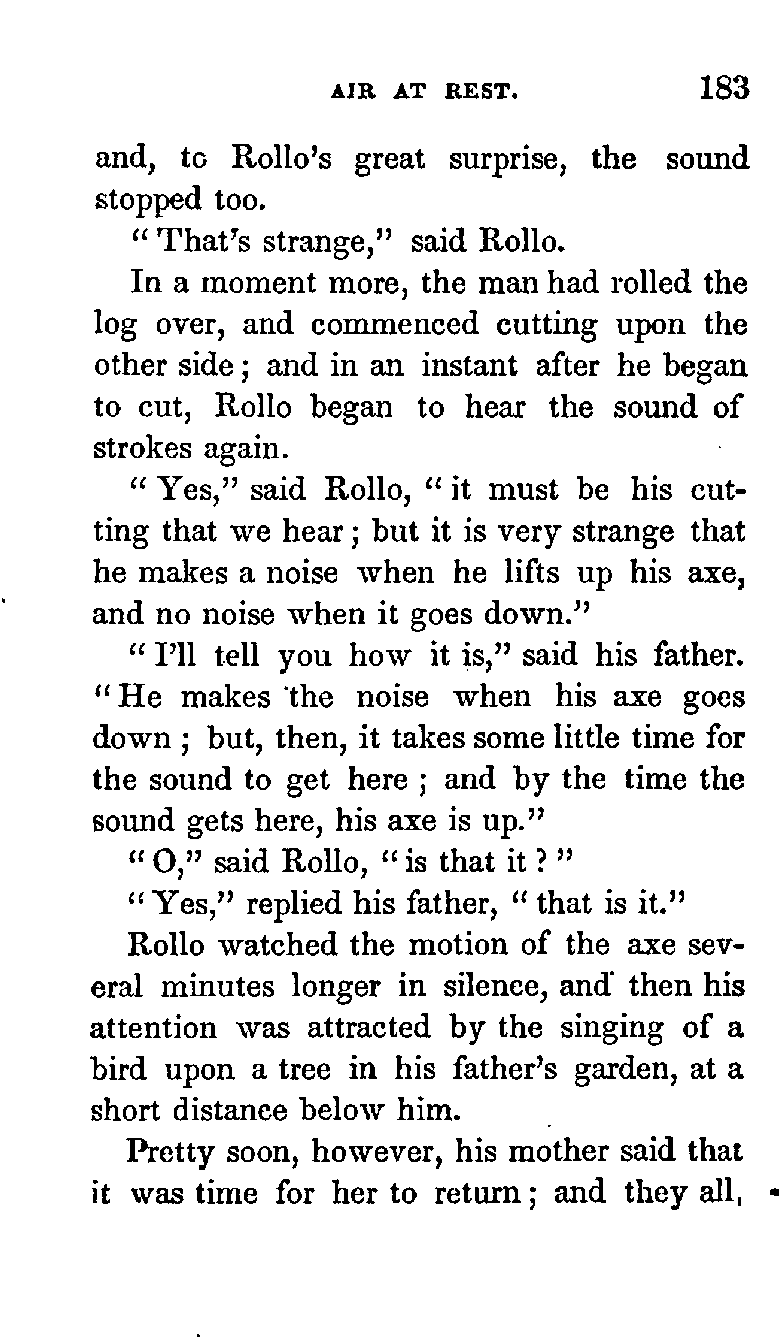 AIR AT REST. 183
and, to Rollo's great surprise, the sound
stopped too.
"That's strange," said Rollo.
In a moment more, the man had rolled the
log over, and commenced cutting upon the
other side; and in an instant after he began
to cut, Rollo began to hear the sound of
strokes again.
"Yes," said Rollo, "it must be his cut-
ting that we hear; but it is very strange that
he makes a noise when he lifts up his axe,
and no noise when it goes down."
"I'll tell you how it is," said his father.
"He makes the noise when his axe goes
down; but, then, it takes some little time for
the sound to get here; and by the time the
sound gets here, his axe is up."
"O," said Rollo, "is that it?"
"Yes," replied his father, "that is it."
Rollo watched the motion of the axe sev-
eral minutes longer in silence, and then his
attention was attracted by the singing of a
bird upon a tree in his father's garden, at a
short distance below him.
Pretty soon, however, his mother said that
it was time for her to return; and they all,